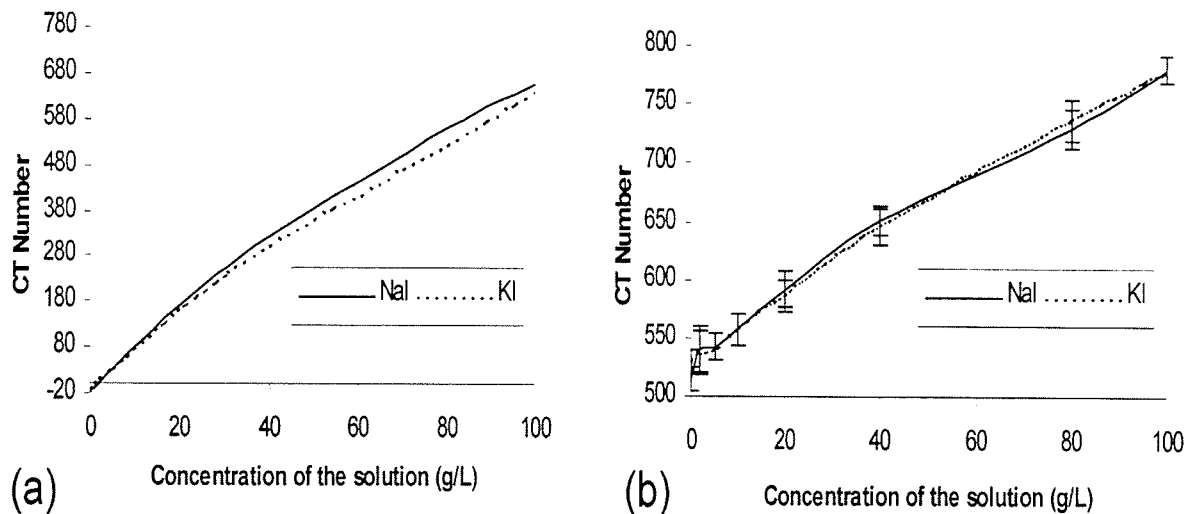 780
680
580
480
380
280
180
80
-20
CT Number
NaI KI
0 20 40 60 80 100
Concentration of the solution (g/L)
(a)
800
750
700
650
600
550
500
CT Number
NaI KI
0 20 40 60 80 100
Concentration of the solution (g/L)
(b)